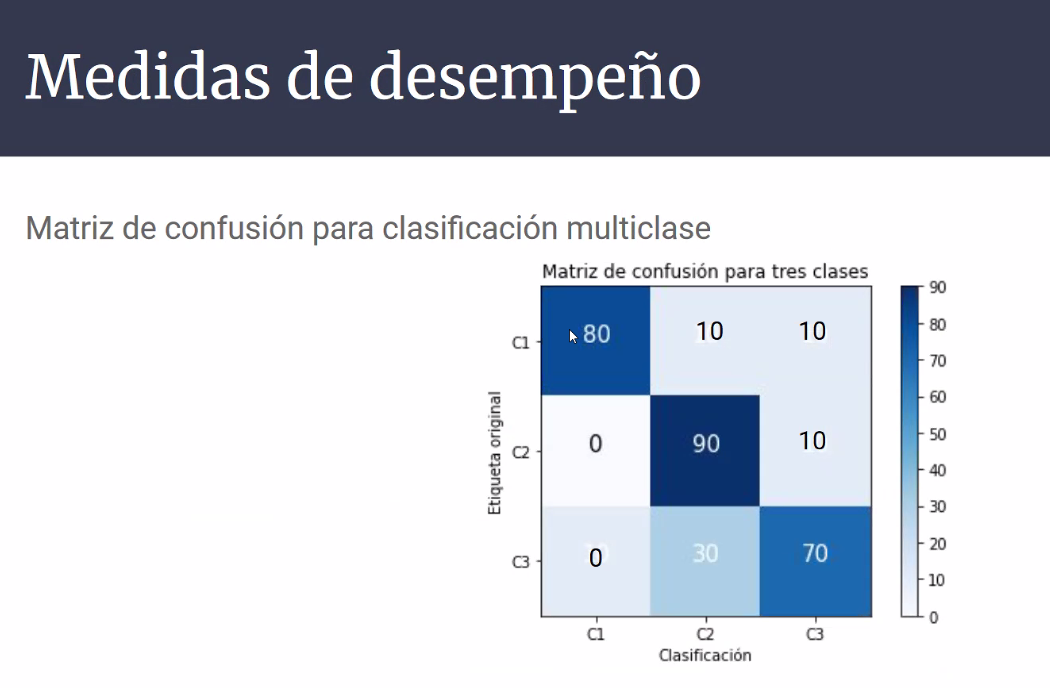 Medidas de desempeño
Matriz de confusión para clasificación multiclase
Matriz de confusión para tres clases
Etiqueta original
C1
80
10
10
C2
0
90
10
C3
0
30
70
C1
C2
C3
Clasificación
90
80
70
60
50
40
30
20
10
0